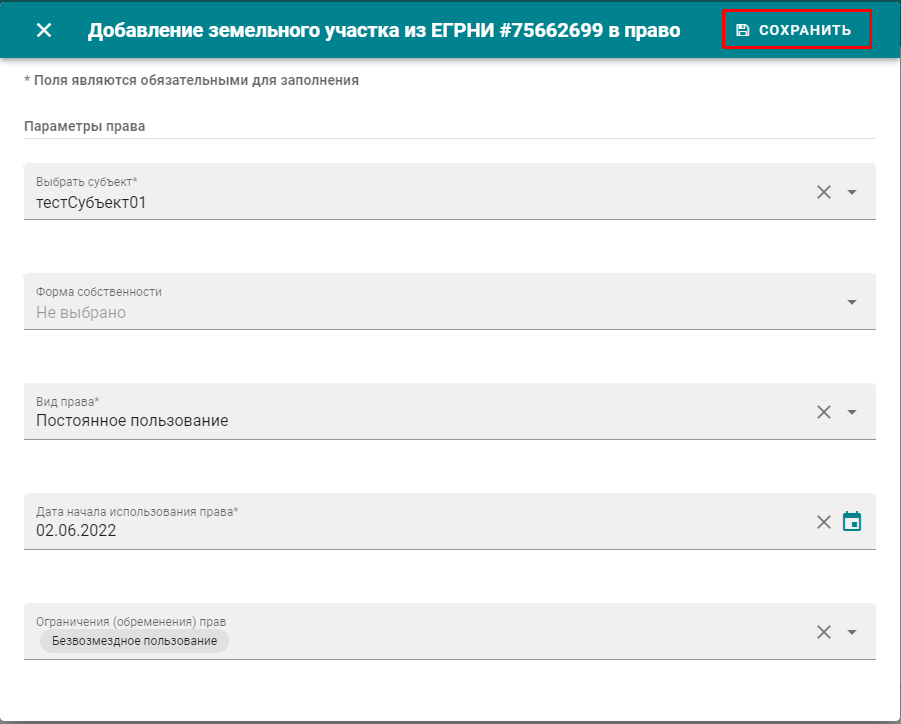 Добавление земельного участка из ЕГРНИ #75662699 в право
СОХРАНИТЬ
* Поля являются обязательными для заполнения
Параметры права
Выбрать субъект*
тестСубъект01
Форма собственности
Не выбрано
Вид права*
Постоянное пользование
Дата начала использования права*
02.06.2022
Ограничения (обременения) прав
Безвозмездное пользование